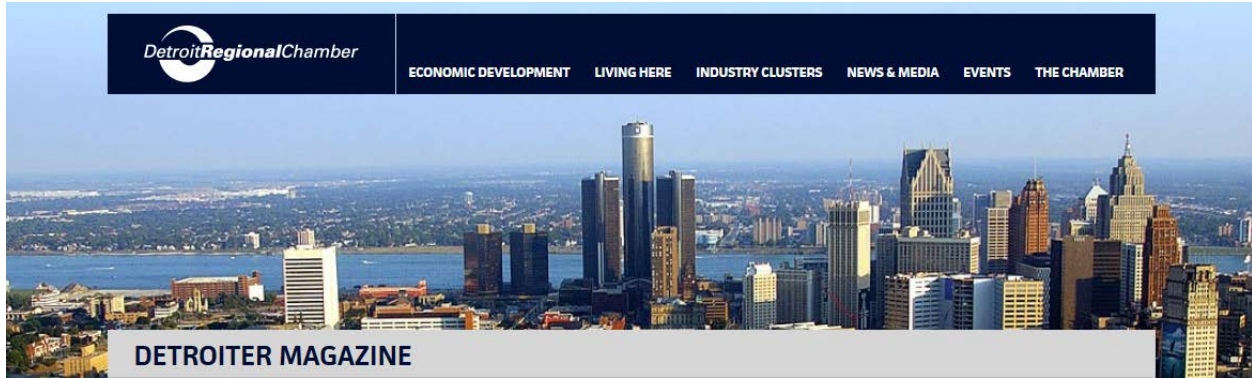 DetroitRegionalChamber
ECONOMIC DEVELOPMENT LIVING HERE INDUSTRY CLUSTERS NEWS & MEDIA EVENTS THE CHAMBER
DETROITER MAGAZINE